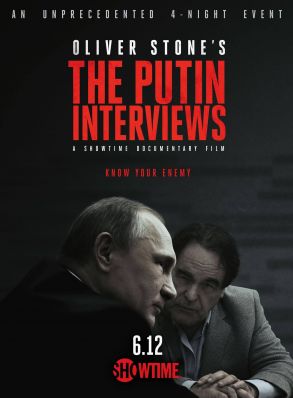 AN UNPRECEDENTED 4-NIGHT EVENT
OLIVER STONE'S
THE PUTIN
INTERVIEWS
A SHOWTIME DOCUMENTARY FILM
KNOW YOUR ENEMY
6.12
SHOWTIME